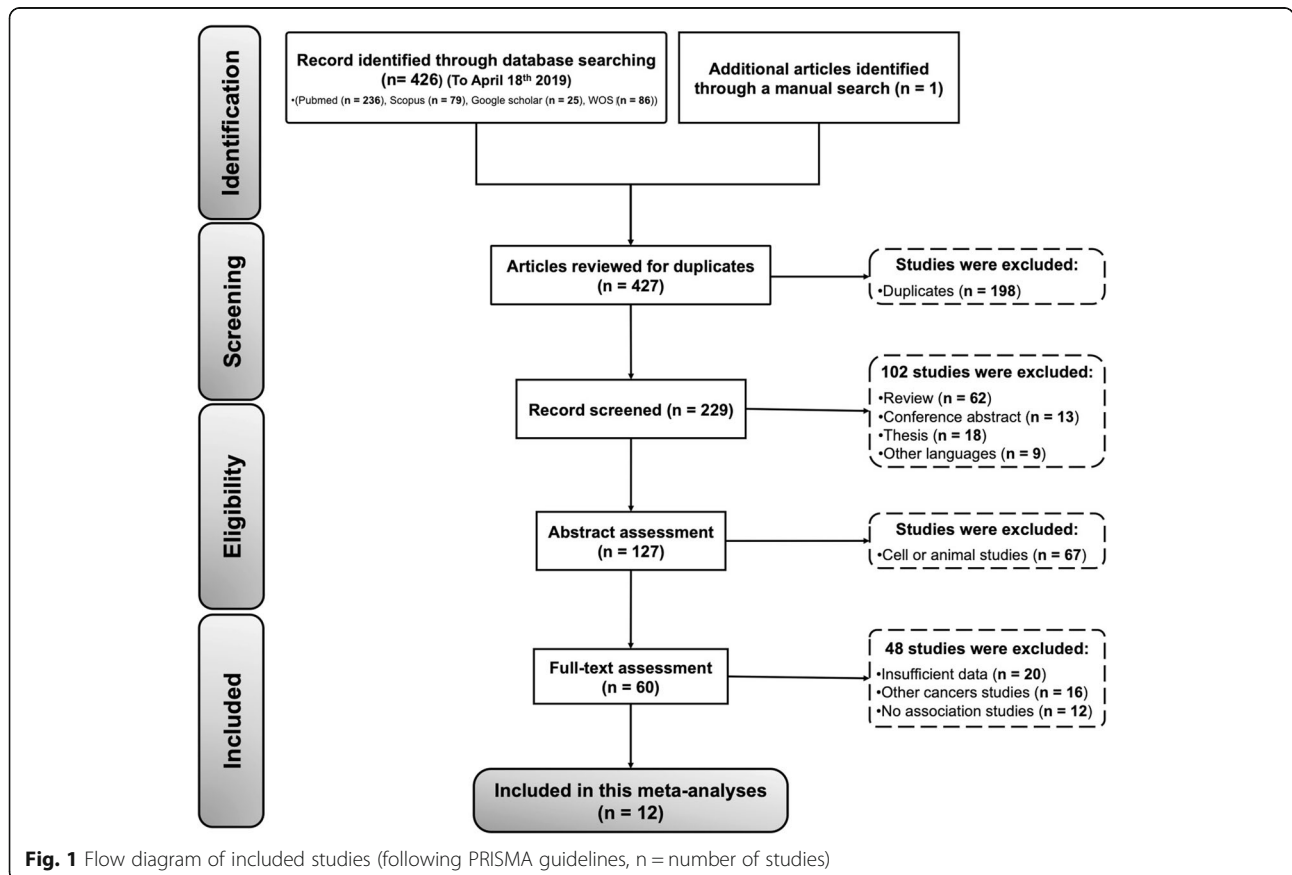 Identification
Record identified through database searching
(n= 426) (To April 18th 2019)
•(Pubmed (n = 236), Scopus (n = 79), Google scholar (n = 25), WOS (n = 86))
Additional articles identified
through a manual search (n = 1)
Screening
Articles reviewed for duplicates
(n = 427)
Studies were excluded:
•Duplicates (n = 198)
Record screened (n = 229)
102 studies were excluded:
•Review (n = 62)
•Conference abstract (n = 13)
•Thesis (n = 18)
•Other languages (n = 9)
Eligibility
Abstract assessment
(n = 127)
Studies were excluded:
•Cell or animal studies (n = 67)
Included
Full-text assessment
(n = 60)
48 studies were excluded:
•Insufficient data (n = 20)
•Other cancers studies (n = 16)
•No association studies (n = 12)
Included in this meta-analyses
(n = 12)
Fig. 1 Flow diagram of included studies (following PRISMA guidelines, n = number of studies)